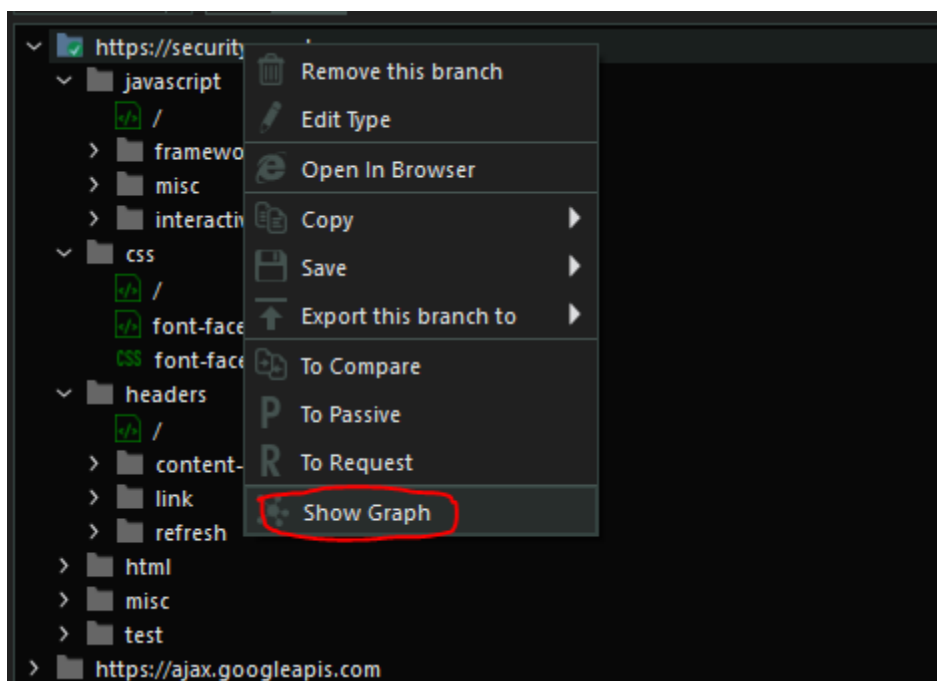 https://security
Remove this branch
javascript
/
Edit Type
framewo
Open In Browser
misc
interactiv
Copy
css
Save
/
font-face
Export this branch to
CSS font-face
To Compare
headers
/
To Passive
content-
To Request
link
Show Graph
refresh
html
misc
test
https://ajax.googleapis.com